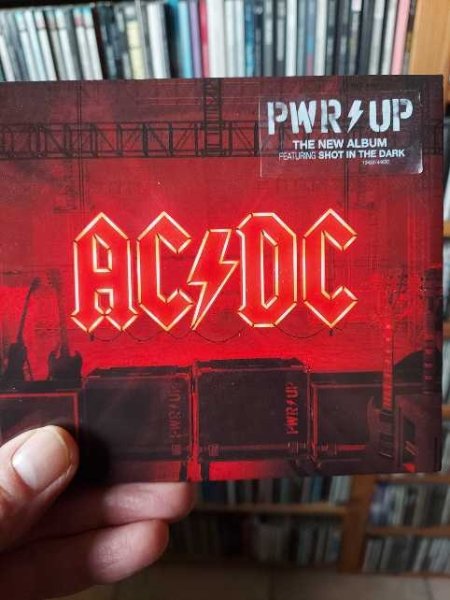 PWR⚡UP
THE NEW ALBUM
FEATURING SHOT IN THE DARK
AC⚡DC
PWR⚡UP
PWR⚡UP